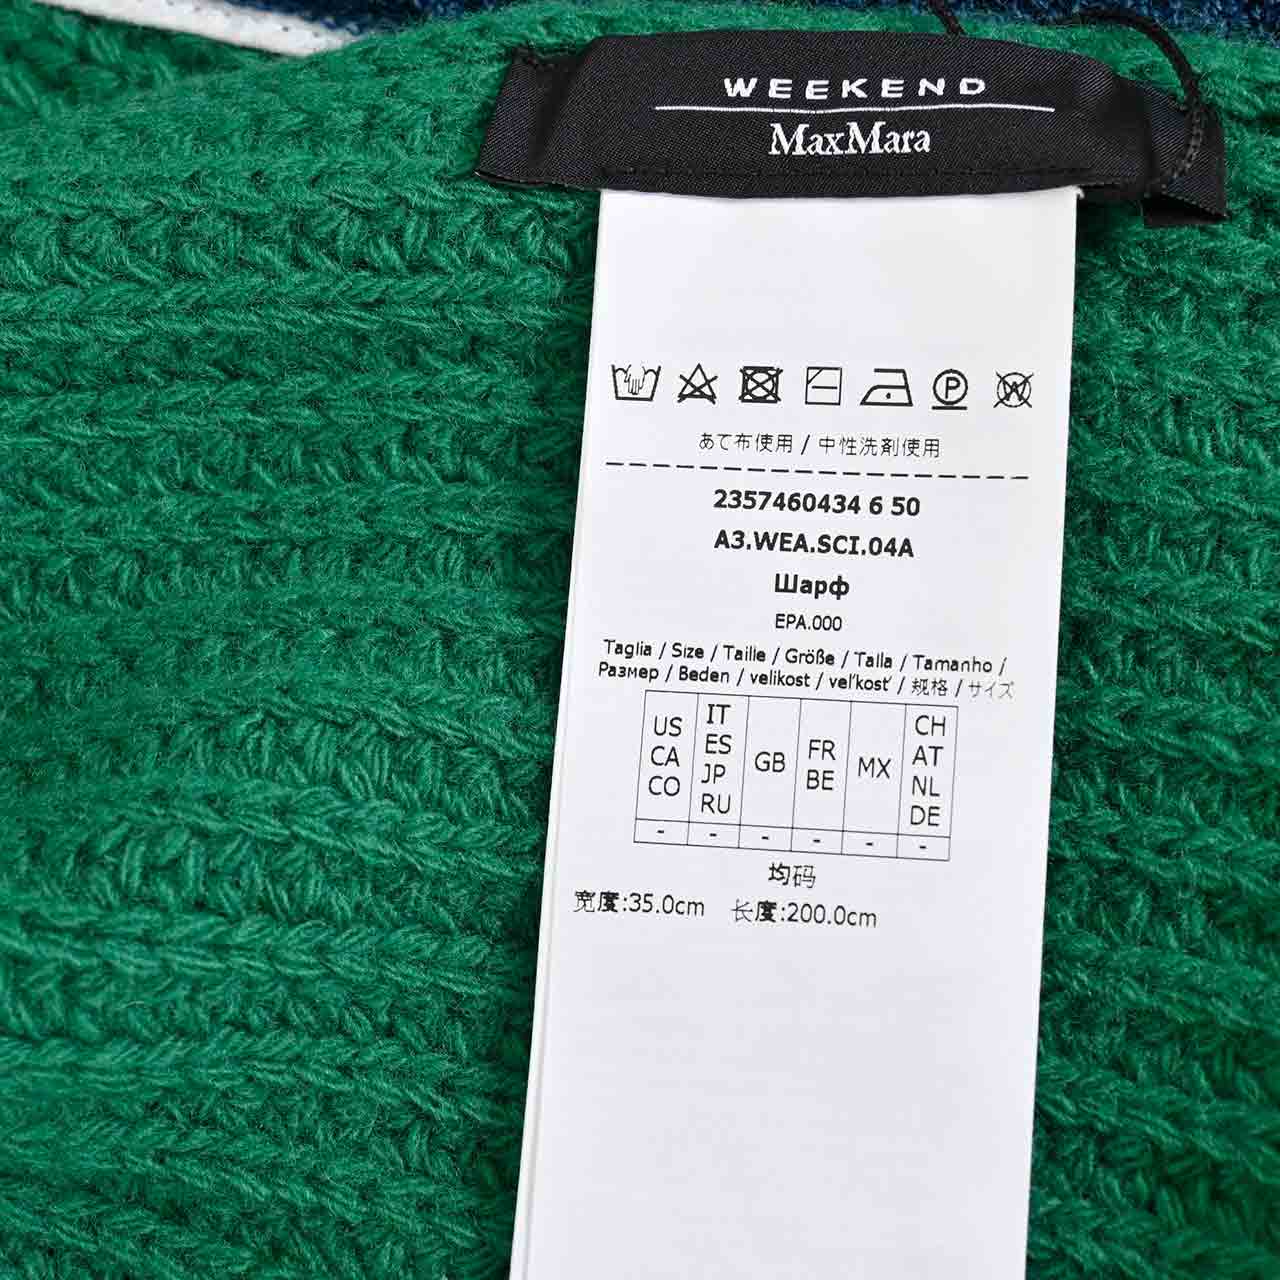 WEEKEND
MaxMara
あて布使用 / 中性洗剤使用
2357460434 6 50
A3.WEA.SCI.04A
Шарф
EPA.000
Taglia / Size / Taille / Größe / Talla / Tamanho /
Размер / Beden / velikost / veľkosť / 规格 / サイズ
US CA CO IT ES JP RU GB FR BE MX CH AT NL DE
- - - - - -
均码
宽度:35.0cm 长度:200.0cm